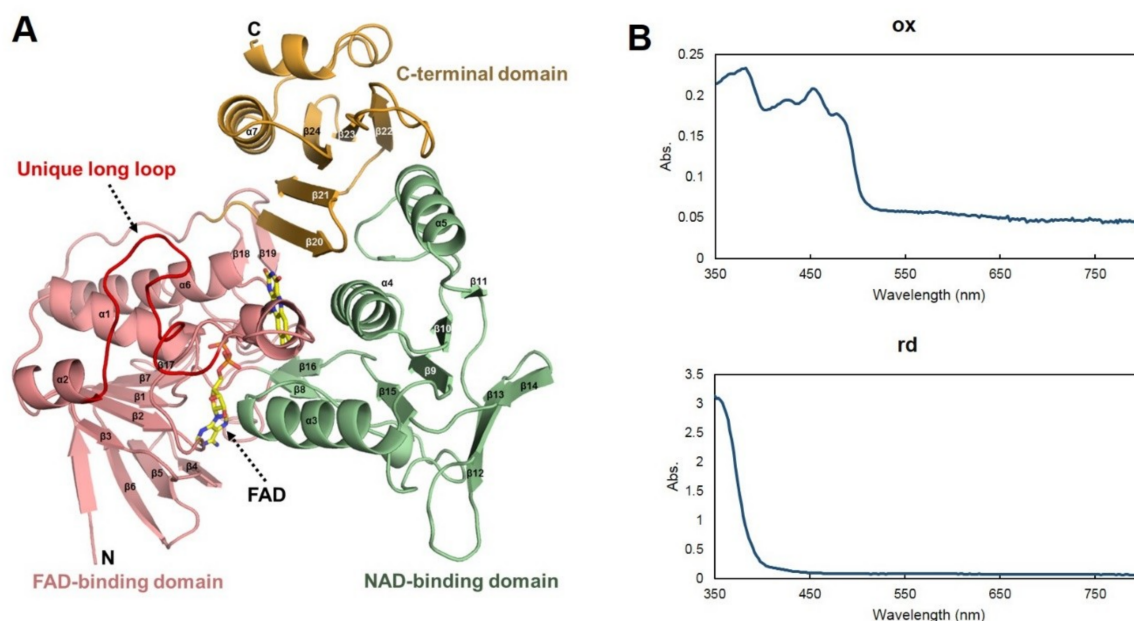 A
C
C-terminal domain
α7
β24
β23
β22
Unique long loop
β21
β20
α5
β18
β19
α6
α4
β11
α1
β10
β17
β16
β9
α2
β7
β8
β1
β15
β13
β14
β2
α3
β3
β4
β5
β12
β6
FAD
N
FAD-binding domain
NAD-binding domain
B
ox
0.25
0.2
0.15
0.1
0.05
0
Abs.
350 450 550 650 750
Wavelength (nm)
rd
3.5
3
2.5
2
1.5
1
0.5
0
Abs.
350 450 550 650 750
Wavelength (nm)